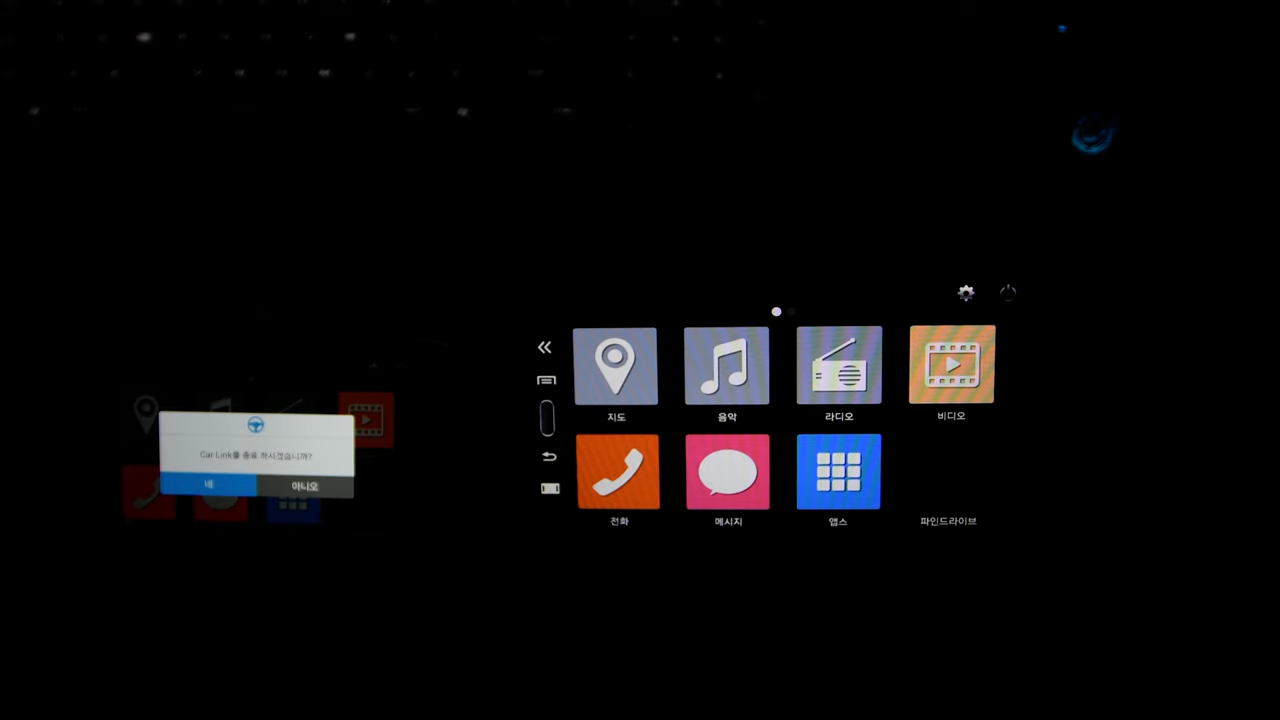 Car Link를 종료 하시겠습니까?
네 아니오
지도 음악 라디오 비디오
전화 메시지 앱스 파인드라이브